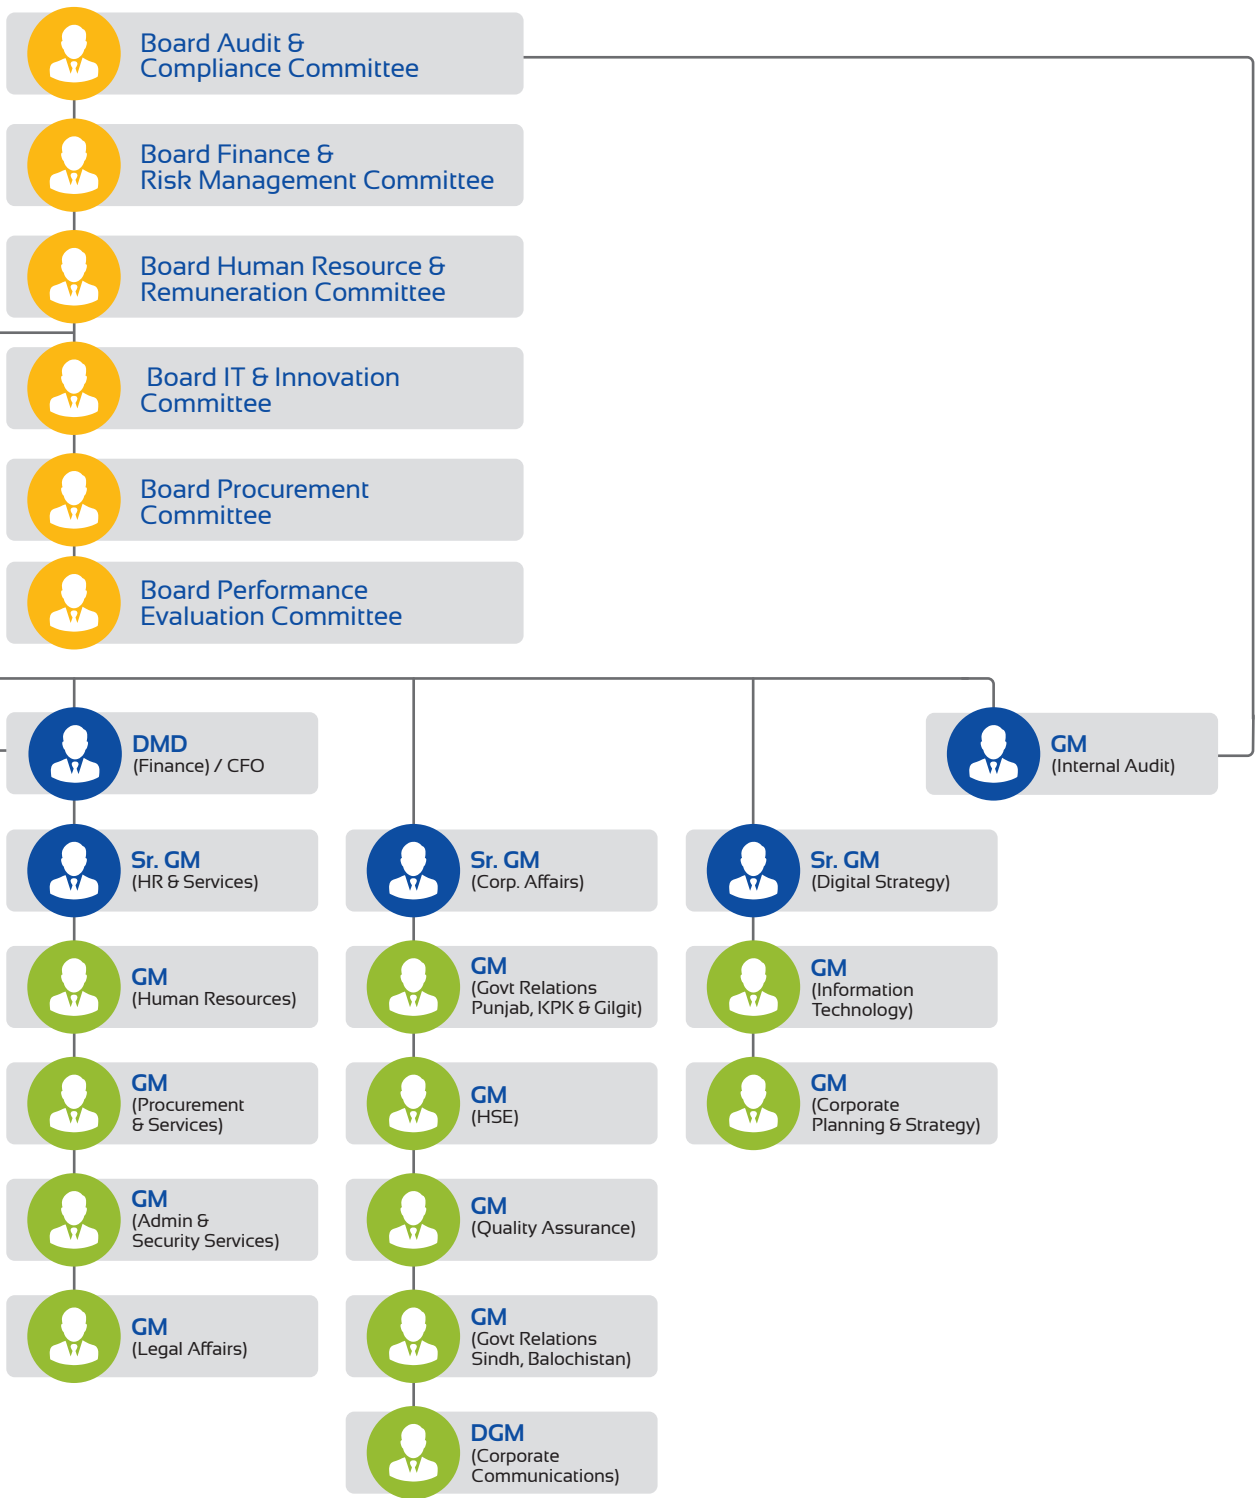 Board Audit &
Compliance Committee
Board Finance &
Risk Management Committee
Board Human Resource &
Remuneration Committee
Board IT & Innovation
Committee
Board Procurement
Committee
Board Performance
Evaluation Committee
DMD
(Finance) / CFO
GM
(Internal Audit)
Sr. GM
(HR & Services)
Sr. GM
(Corp. Affairs)
Sr. GM
(Digital Strategy)
GM
(Human Resources)
GM
(Govt Relations
Punjab, KPK & Gilgit)
GM
(Information
Technology)
GM
(Procurement
& Services)
GM
(HSE)
GM
(Corporate
Planning & Strategy)
GM
(Admin &
Security Services)
GM
(Quality Assurance)
GM
(Legal Affairs)
GM
(Govt Relations
Sindh, Balochistan)
DGM
(Corporate
Communications)